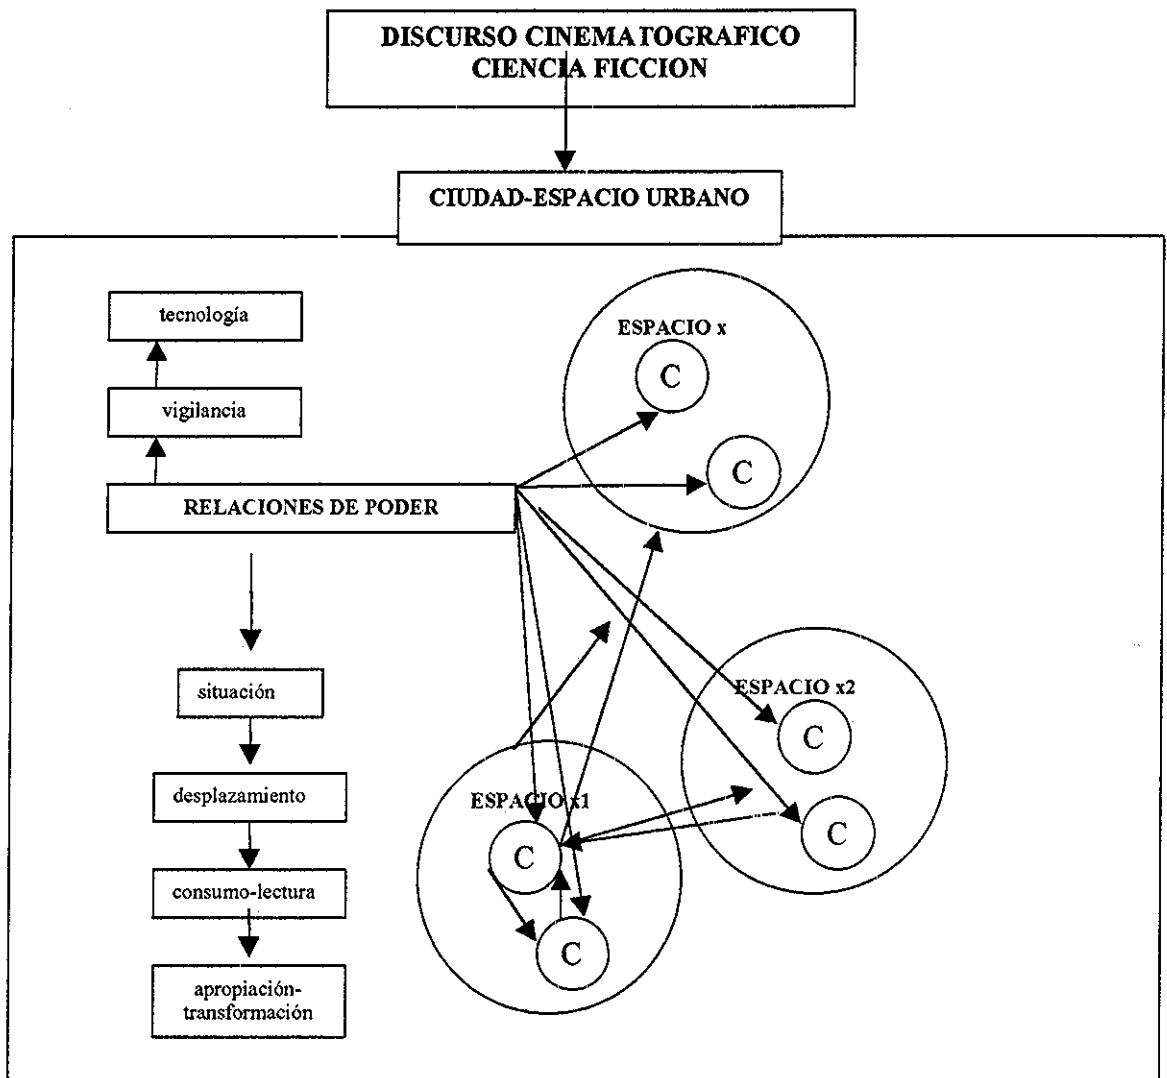 DISCURSO CINEMATOGRAFICO
CIENCIA FICCION
CIUDAD-ESPACIO URBANO
tecnología
vigilancia
RELACIONES DE PODER
situación
desplazamiento
consumo-lectura
apropiación-
transformación
ESPACIO x
C
C
ESPACIO x2
C
C
ESPACIO x1
C
C